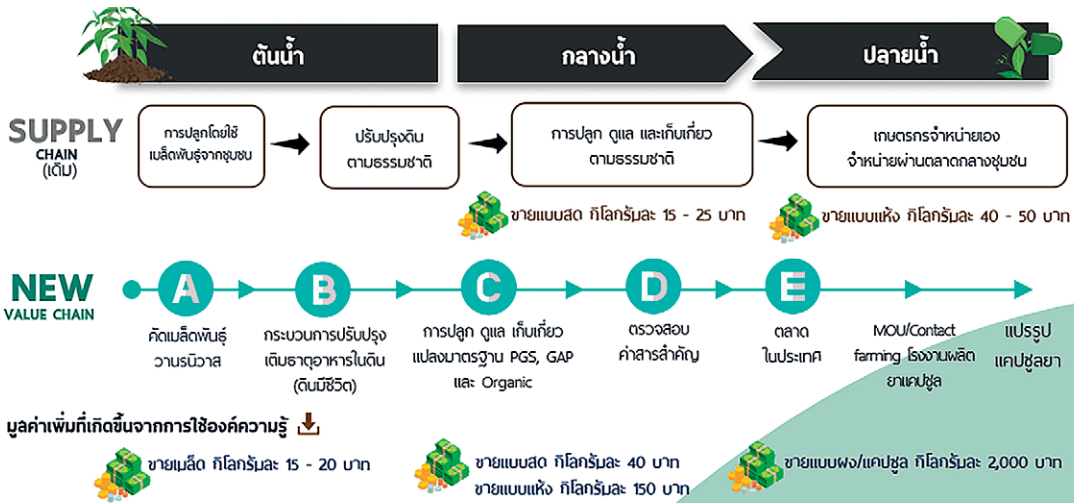 ต้นน้ำ
กลางน้ำ
ปลายน้ำ
SUPPLY
CHAIN
(เดิม)
การปลูกโดยใช้
เมล็ดพันธุ์จากชุมชน
ปรับปรุงดิน
ตามธรรมชาติ
การปลูก ดูแล และเก็บเกี่ยว
ตามธรรมชาติ
เกษตรกรจำหน่ายเอง
จำหน่ายผ่านตลาดกลางชุมชน
ขายแบบสด กิโลกรัมละ 15 - 25 บาท
ขายแบบแห้ง กิโลกรัมละ 40 - 50 บาท
NEW
VALUE CHAIN
A
คัดเมล็ดพันธุ์
วานรนิวาส
B
กระบวนการปรับปรุง
เติมธาตุอาหารในดิน
(ดินมีชีวิต)
C
การปลูก ดูแล เก็บเกี่ยว
แปลงมาตรฐาน PGS, GAP
และ Organic
D
ตรวจสอบ
ค่าสารสำคัญ
E
ตลาด
ในประเทศ
MOU/Contact
farming โรงงานผลิต
ยาแคปซูล
แปรรูป
แคปซูลยา
มูลค่าเพิ่มที่เกิดขึ้นจากการใช้องค์ความรู้
ขายเมล็ด กิโลกรัมละ 15 - 20 บาท
ขายแบบสด กิโลกรัมละ 40 บาท
ขายแบบแห้ง กิโลกรัมละ 150 บาท
ขายแบบผง/แคปซูล กิโลกรัมละ 2,000 บาท